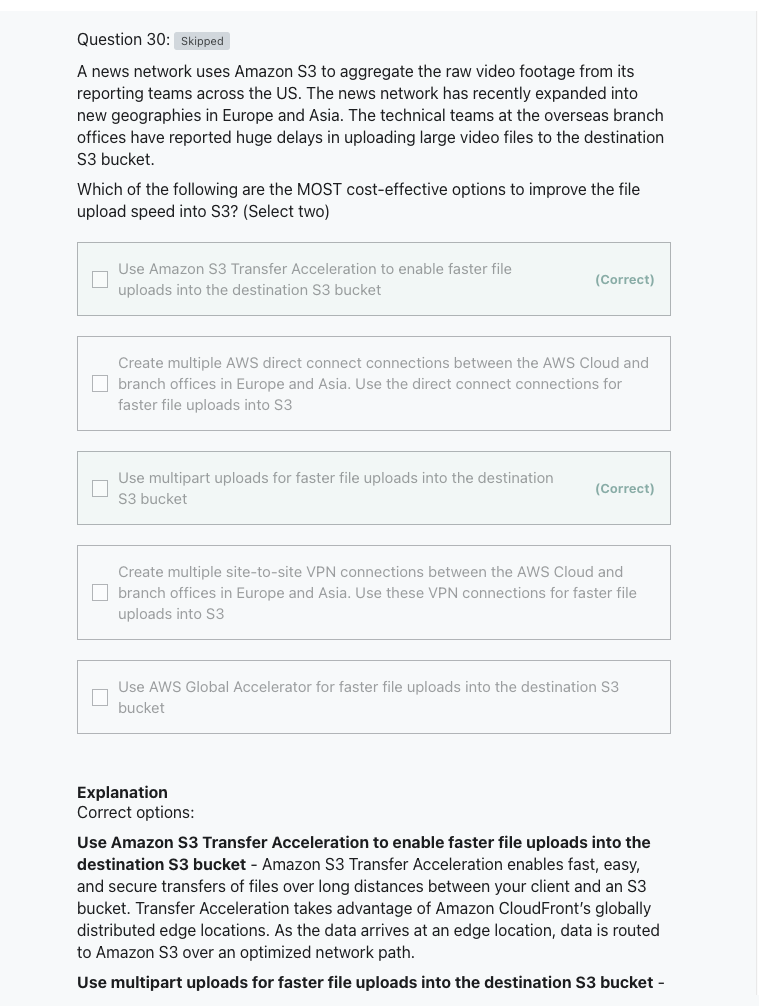 Question 30: Skipped
A news network uses Amazon S3 to aggregate the raw video footage from its
reporting teams across the US. The news network has recently expanded into
new geographies in Europe and Asia. The technical teams at the overseas branch
offices have reported huge delays in uploading large video files to the destination
S3 bucket.
Which of the following are the MOST cost-effective options to improve the file
upload speed into S3? (Select two)
Use Amazon S3 Transfer Acceleration to enable faster file
uploads into the destination S3 bucket
(Correct)
Create multiple AWS direct connect connections between the AWS Cloud and
branch offices in Europe and Asia. Use the direct connect connections for
faster file uploads into S3
Use multipart uploads for faster file uploads into the destination
S3 bucket
(Correct)
Create multiple site-to-site VPN connections between the AWS Cloud and
branch offices in Europe and Asia. Use these VPN connections for faster file
uploads into S3
Use AWS Global Accelerator for faster file uploads into the destination S3
bucket
Explanation
Correct options:
Use Amazon S3 Transfer Acceleration to enable faster file uploads into the
destination S3 bucket - Amazon S3 Transfer Acceleration enables fast, easy,
and secure transfers of files over long distances between your client and an S3
bucket. Transfer Acceleration takes advantage of Amazon CloudFront’s globally
distributed edge locations. As the data arrives at an edge location, data is routed
to Amazon S3 over an optimized network path.
Use multipart uploads for faster file uploads into the destination S3 bucket -